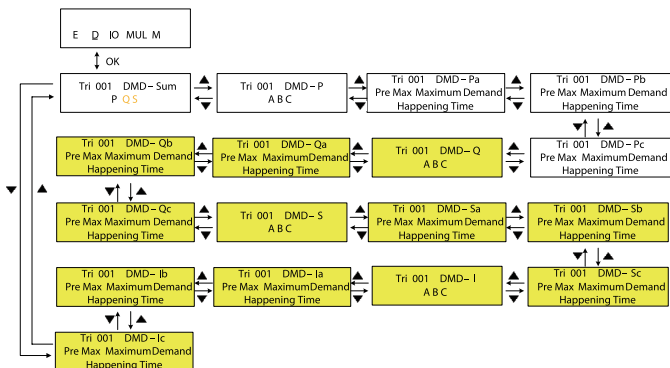 E D IO MUL M
OK
Tri 001 DMD-Sum
P Q S
Tri 001 DMD-P
A B C
Tri 001 DMD-Pa
Pre Max Maximum Demand
Happening Time
Tri 001 DMD-Pb
Pre Max Maximum Demand
Happening Time
Tri 001 DMD-Qb
Pre Max Maximum Demand
Happening Time
Tri 001 DMD-Qa
Pre Max Maximum Demand
Happening Time
Tri 001 DMD-Q
A B C
Tri 001 DMD-Pc
Pre Max Maximum Demand
Happening Time
Tri 001 DMD-Qc
Pre Max Maximum Demand
Happening Time
Tri 001 DMD-S
A B C
Tri 001 DMD-Sa
Pre Max Maximum Demand
Happening Time
Tri 001 DMD-Sb
Pre Max Maximum Demand
Happening Time
Tri 001 DMD-Ib
Pre Max Maximum Demand
Happening Time
Tri 001 DMD-Ia
Pre Max Maximum Demand
Happening Time
Tri 001 DMD-I
A B C
Tri 001 DMD-Sc
Pre Max Maximum Demand
Happening Time
Tri 001 DMD-Ic
Pre Max Maximum Demand
Happening Time